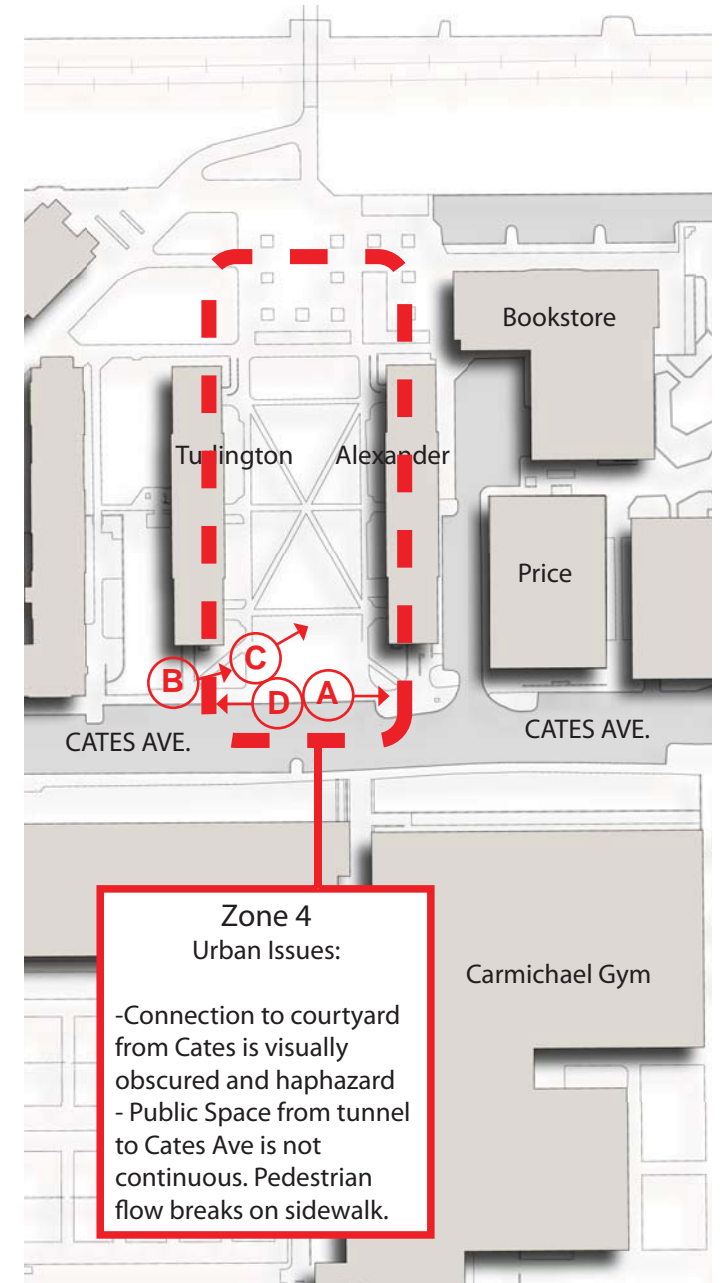 Bookstore
Turlington
Alexander
Price
C
B
D
A
CATES AVE.
CATES AVE.
Zone 4
Urban Issues:
-Connection to courtyard
from Cates is visually
obscured and haphazard
- Public Space from tunnel
to Cates Ave is not
continuous. Pedestrian
flow breaks on sidewalk.
Carmichael Gym